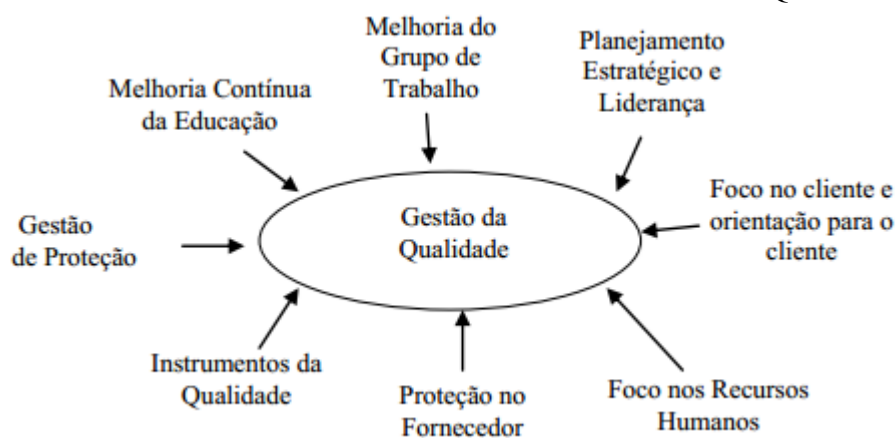 Melhoria do
Grupo de
Trabalho
Planejamento
Estratégico e
Liderança
Melhoria Contínua
da Educação
Foco no cliente e
orientação para o
cliente
Gestão da
Qualidade
Gestão
de Proteção
Instrumentos da
Qualidade
Proteção no
Fornecedor
Foco nos Recursos
Humanos